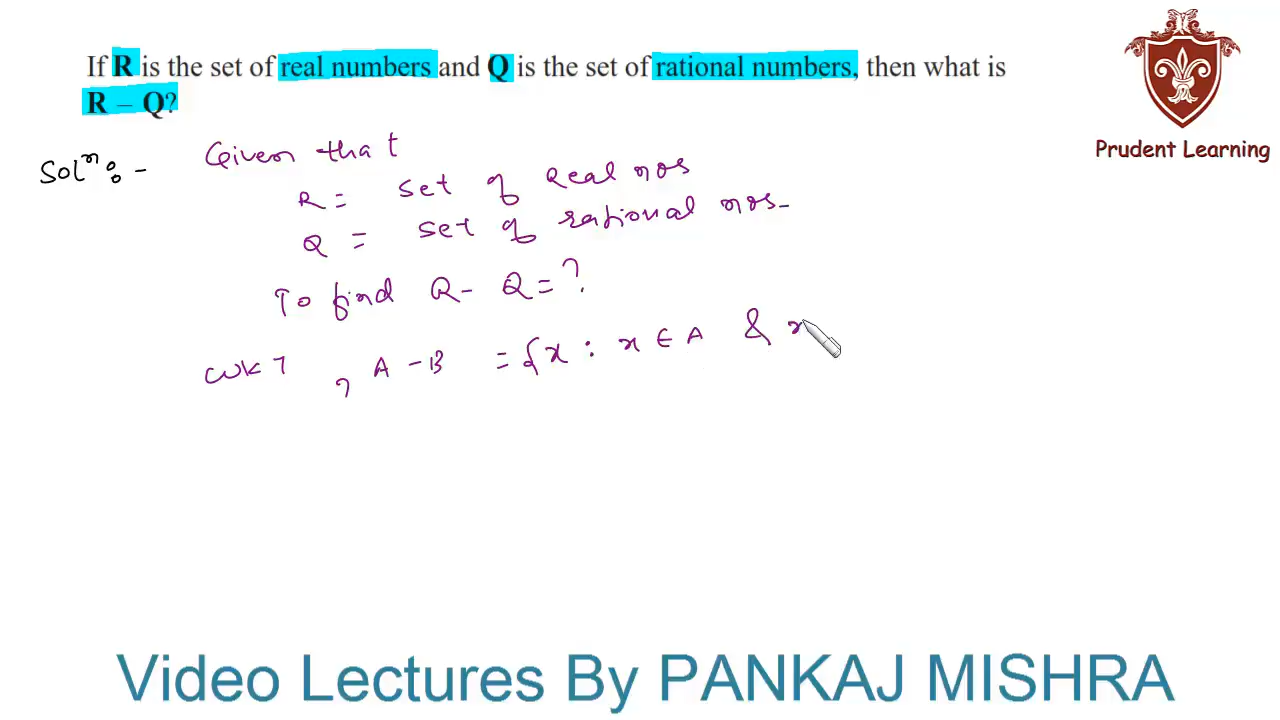 If R is the set of real numbers and Q is the set of rational numbers, then what is
R – Q?
Prudent Learning
Solⁿ :- Given that
R = Set of Real nos
Q = Set of rational nos-
To find R - Q = ?
WKT, A - B = {x : x ∈ A & x
Video Lectures By PANKAJ MISHRA